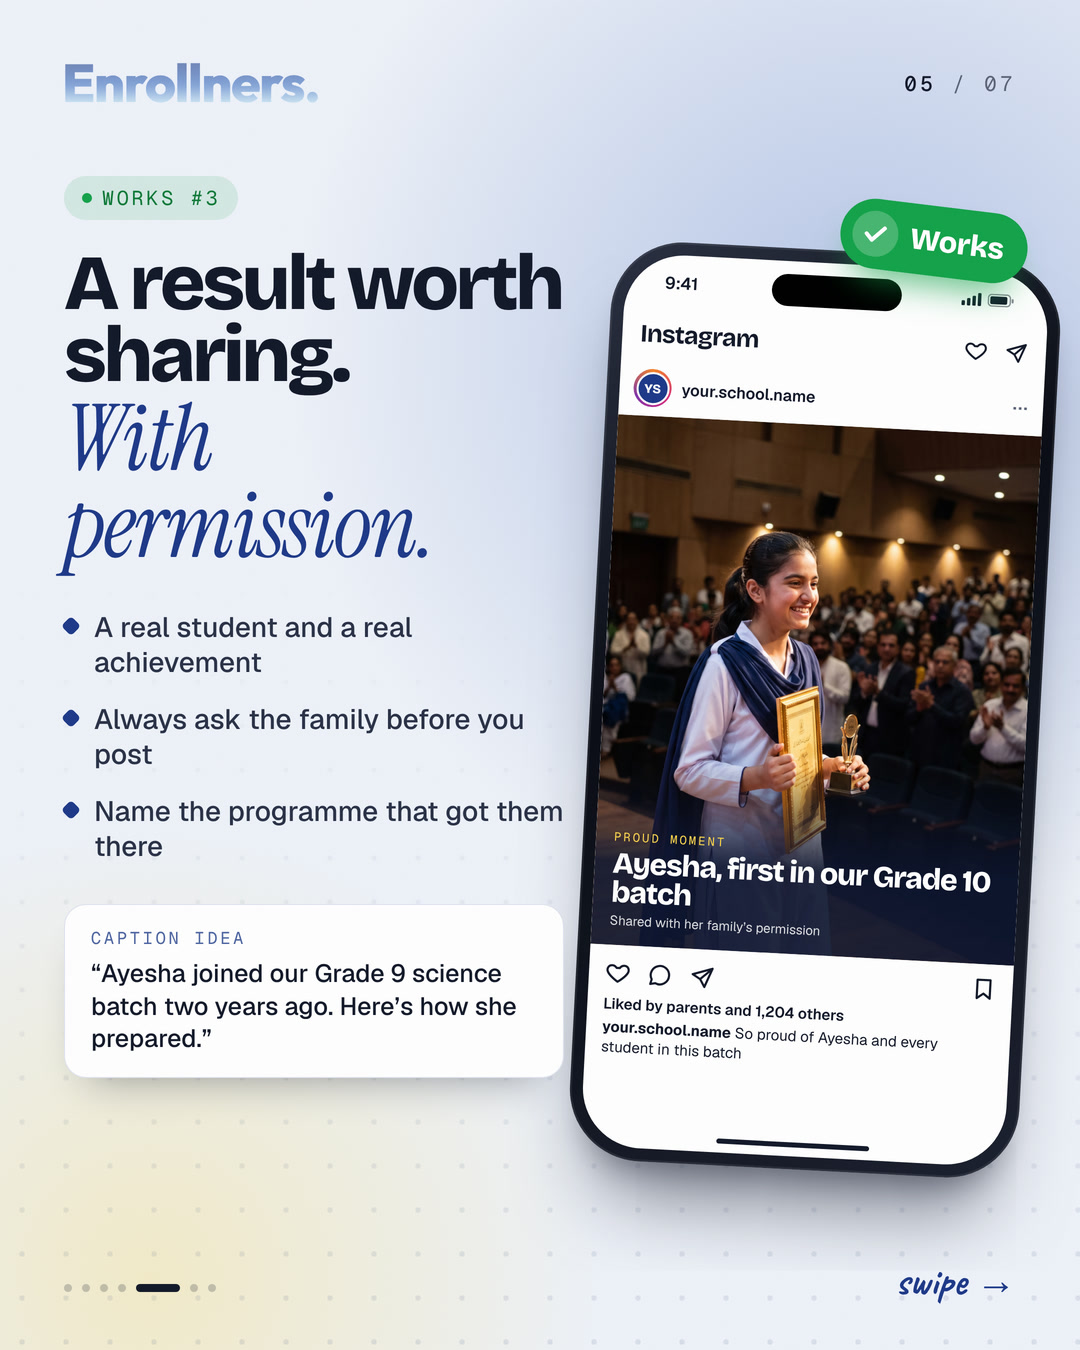 Enrollners.
05 / 07
WORKS #3
A result worth
sharing.
With
permission.
A real student and a real
achievement
Always ask the family before you
post
Name the programme that got them
there
CAPTION IDEA
“Ayesha joined our Grade 9 science
batch two years ago. Here’s how she
prepared.”
Works
9:41
Instagram
YS
your.school.name
PROUD MOMENT
Ayesha, first in our Grade 10
batch
Shared with her family's permission
Liked by parents and 1,204 others
your.school.name So proud of Ayesha and every
student in this batch
swipe →